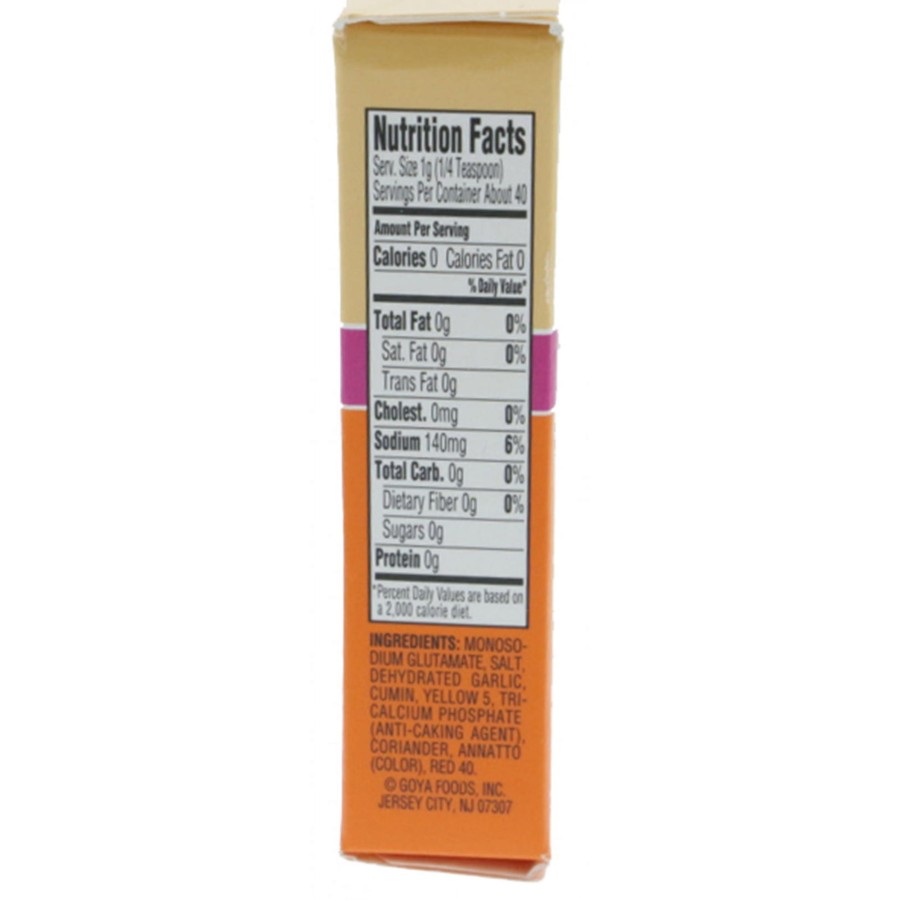 Nutrition Facts
Serv. Size 1g (1/4 Teaspoon)
Servings Per Container About 40
Amount Per Serving
Calories 0 Calories Fat 0
% Daily Value*
Total Fat 0g 0%
Sat. Fat 0g 0%
Trans Fat 0g
Cholest. 0mg 0%
Sodium 140mg 6%
Total Carb. 0g 0%
Dietary Fiber 0g 0%
Sugars 0g
Protein 0g
*Percent Daily Values are based on
a 2,000 calorie diet.
INGREDIENTS: MONOSO-
DIUM GLUTAMATE, SALT,
DEHYDRATED GARLIC,
CUMIN, YELLOW 5, TRI-
CALCIUM PHOSPHATE
(ANTI-CAKING AGENT),
CORIANDER, ANNATTO
(COLOR), RED 40.
© GOYA FOODS, INC.
JERSEY CITY, NJ 07307